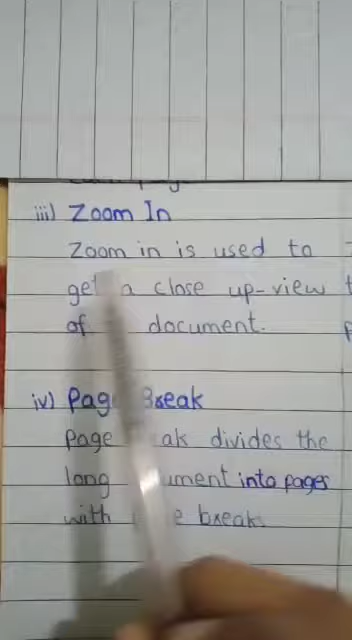 iii) Zoom In
Zoom in is used to
get a close up-view
of document.
iv) Page Break
Page divides the
long into pages
with break